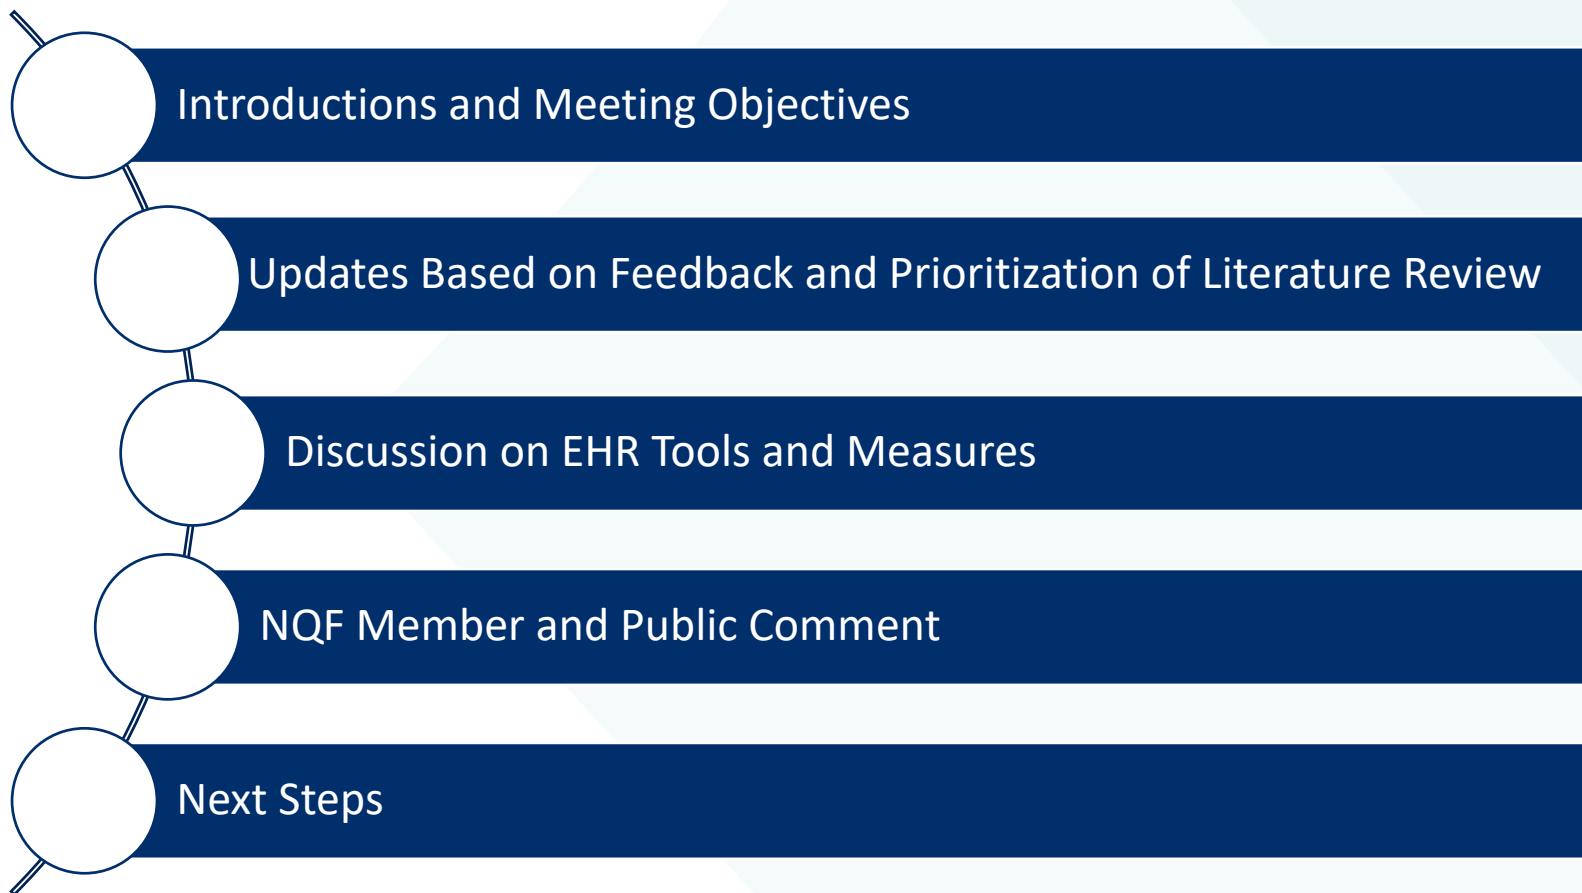 Introductions and Meeting Objectives
Updates Based on Feedback and Prioritization of Literature Review
Discussion on EHR Tools and Measures
NQF Member and Public Comment
Next Steps